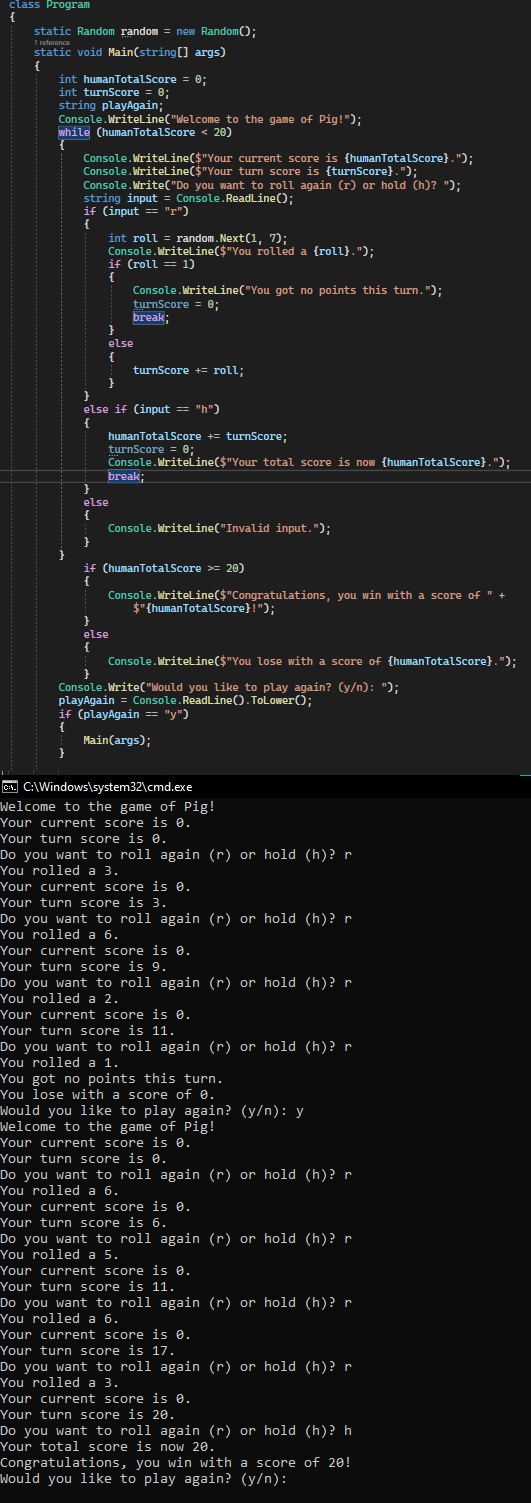 class Program
{
static Random random = new Random();
1 reference
static void Main(string[] args)
{
int humanTotalScore = 0;
int turnScore = 0;
string playAgain;
Console.WriteLine("Welcome to the game of Pig!");
while (humanTotalScore < 20)
{
Console.WriteLine($"Your current score is {humanTotalScore}.");
Console.WriteLine($"Your turn score is {turnScore}.");
Console.Write("Do you want to roll again (r) or hold (h)? ");
string input = Console.ReadLine();
if (input == "r")
{
int roll = random.Next(1, 7);
Console.WriteLine($"You rolled a {roll}.");
if (roll == 1)
{
Console.WriteLine("You got no points this turn.");
turnScore = 0;
break;
}
else
{
turnScore += roll;
}
}
else if (input == "h")
{
humanTotalScore += turnScore;
turnScore = 0;
Console.WriteLine($"Your total score is now {humanTotalScore}.");
break;
}
else
{
Console.WriteLine("Invalid input.");
}
}
if (humanTotalScore >= 20)
{
Console.WriteLine($"Congratulations, you win with a score of " +
$"{humanTotalScore}!");
}
else
{
Console.WriteLine($"You lose with a score of {humanTotalScore}.");
}
Console.Write("Would you like to play again? (y/n): ");
playAgain = Console.ReadLine().ToLower();
if (playAgain == "y")
{
Main(args);
}
C:\Windows\system32\cmd.exe
Welcome to the game of Pig!
Your current score is 0.
Your turn score is 0.
Do you want to roll again (r) or hold (h)? r
You rolled a 3.
Your current score is 0.
Your turn score is 3.
Do you want to roll again (r) or hold (h)? r
You rolled a 6.
Your current score is 0.
Your turn score is 9.
Do you want to roll again (r) or hold (h)? r
You rolled a 2.
Your current score is 0.
Your turn score is 11.
Do you want to roll again (r) or hold (h)? r
You rolled a 1.
You got no points this turn.
You lose with a score of 0.
Would you like to play again? (y/n): y
Welcome to the game of Pig!
Your current score is 0.
Your turn score is 0.
Do you want to roll again (r) or hold (h)? r
You rolled a 6.
Your current score is 0.
Your turn score is 6.
Do you want to roll again (r) or hold (h)? r
You rolled a 5.
Your current score is 0.
Your turn score is 11.
Do you want to roll again (r) or hold (h)? r
You rolled a 6.
Your current score is 0.
Your turn score is 17.
Do you want to roll again (r) or hold (h)? r
You rolled a 3.
Your current score is 0.
Your turn score is 20.
Do you want to roll again (r) or hold (h)? h
Your total score is now 20.
Congratulations, you win with a score of 20!
Would you like to play again? (y/n):